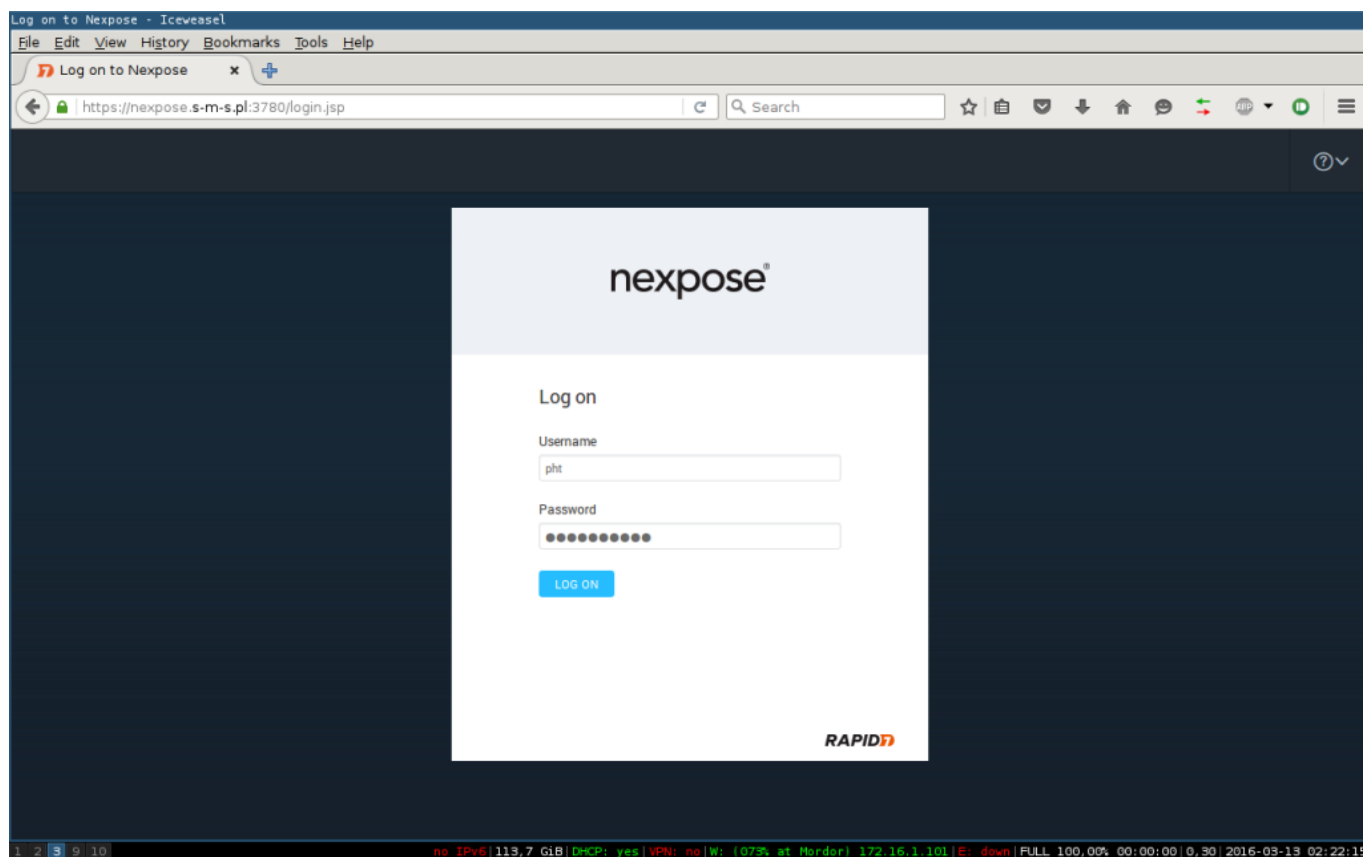 Log on to Nexpose - Iceweasel
File Edit View History Bookmarks Tools Help
Log on to Nexpose
https://nexpose.s-m-s.pl:3780/login.jsp
Search
nexpose®
Log on
Username
pht
Password
LOG ON
RAPID7
1 2 3 9 10 no IPv6|113,7 GiB|DHCP: yes|VPN: no|W: (073% at Mordor) 172.16.1.101|E: down|FULL 100,00% 00:00:00|0,30|2016-03-13 02:22:1